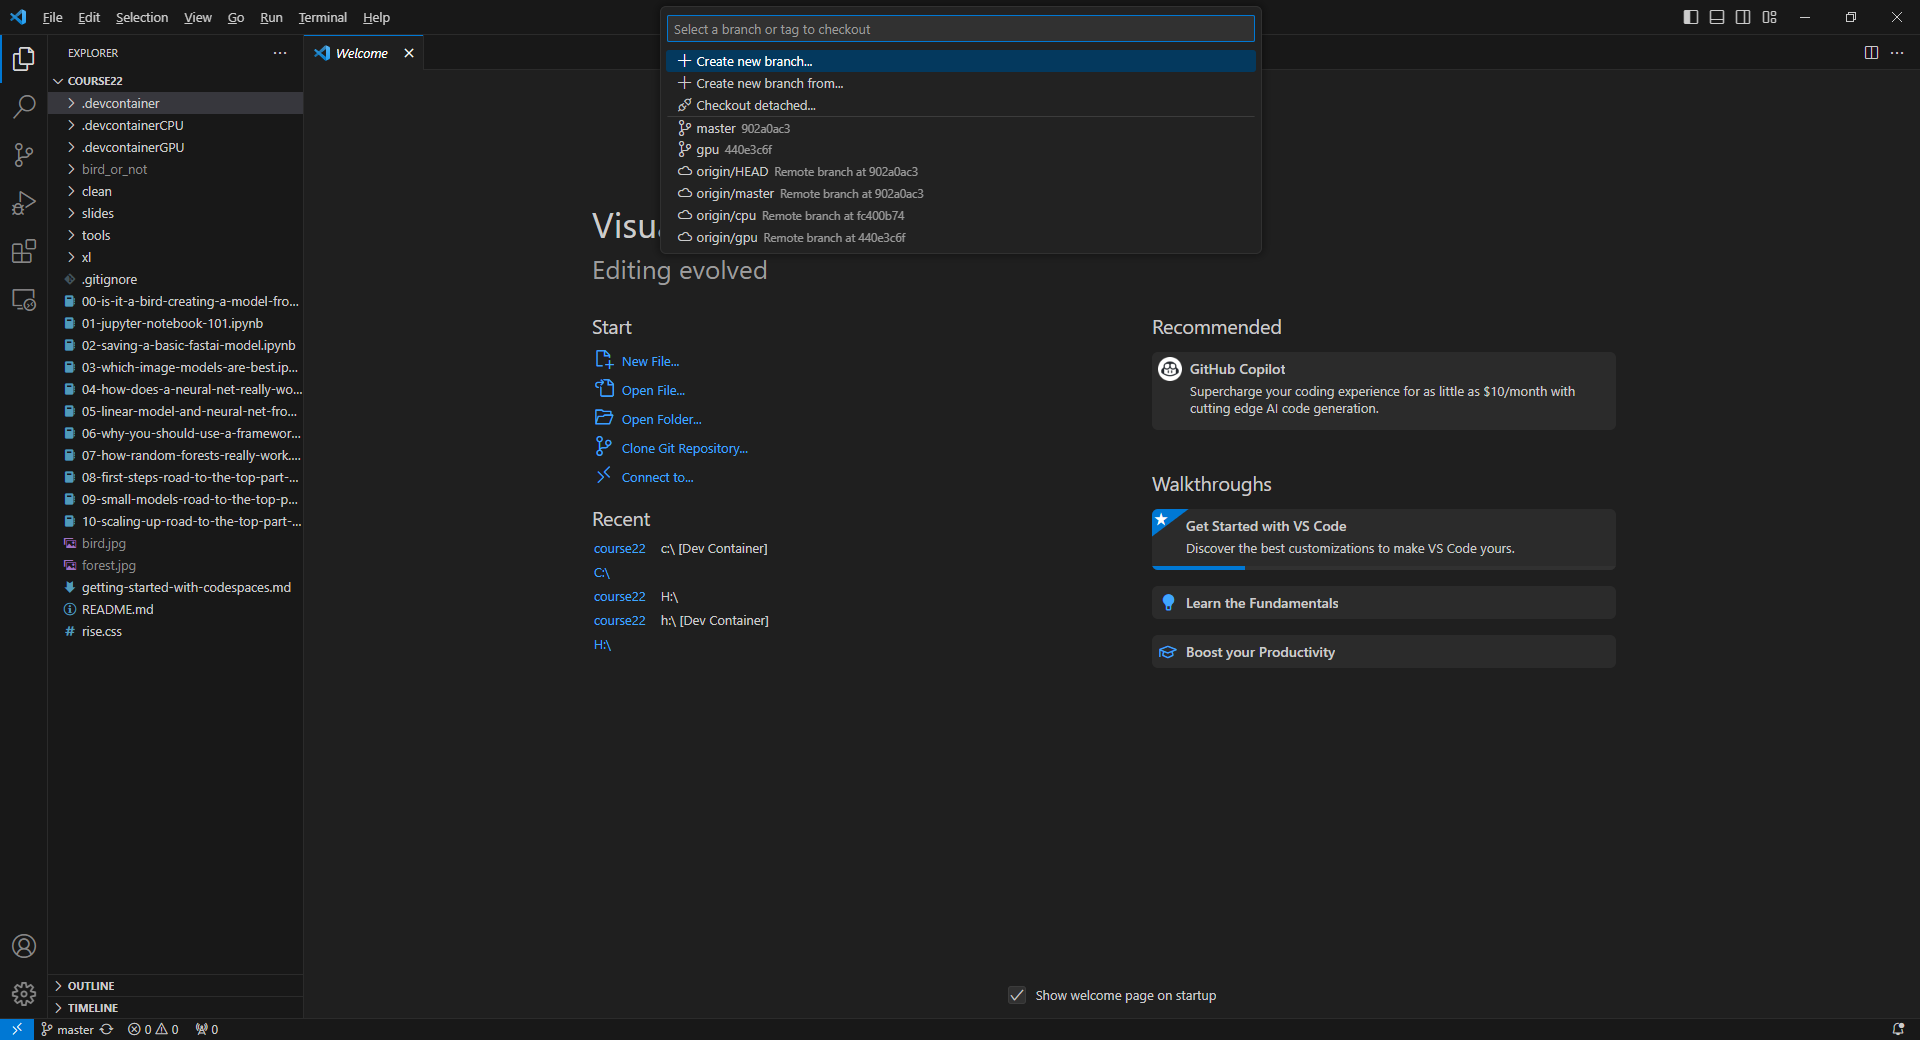 File Edit Selection View Go Run Terminal Help
Select a branch or tag to checkout
Create new branch...
Create new branch from...
Checkout detached...
master 902a0ac3
gpu 440e3c6f
origin/HEAD Remote branch at 902a0ac3
origin/master Remote branch at 902a0ac3
origin/cpu Remote branch at fc400b74
origin/gpu Remote branch at 440e3c6f
EXPLORER
COURSE22
.devcontainer
.devcontainerCPU
.devcontainerGPU
bird_or_not
clean
slides
tools
xl
.gitignore
00-is-it-a-bird-creating-a-model-fro...
01-jupyter-notebook-101.ipynb
02-saving-a-basic-fastai-model.ipynb
03-which-image-models-are-best.ip...
04-how-does-a-neural-net-really-wo...
05-linear-model-and-neural-net-fro...
06-why-you-should-use-a-framewor...
07-how-random-forests-really-work....
08-first-steps-road-to-the-top-part-...
09-small-models-road-to-the-top-p...
10-scaling-up-road-to-the-top-part-...
bird.jpg
forest.jpg
getting-started-with-codespaces.md
README.md
rise.css
OUTLINE
TIMELINE
Welcome
Visu
Editing evolved
Start
New File...
Open File...
Open Folder...
Clone Git Repository...
Connect to...
Recent
course22 c:\ [Dev Container]
C:\
course22 H:\
course22 h:\ [Dev Container]
H:\
Recommended
GitHub Copilot
Supercharge your coding experience for as little as $10/month with
cutting edge AI code generation.
Walkthroughs
Get Started with VS Code
Discover the best customizations to make VS Code yours.
Learn the Fundamentals
Boost your Productivity
Show welcome page on startup
master 0 0 0